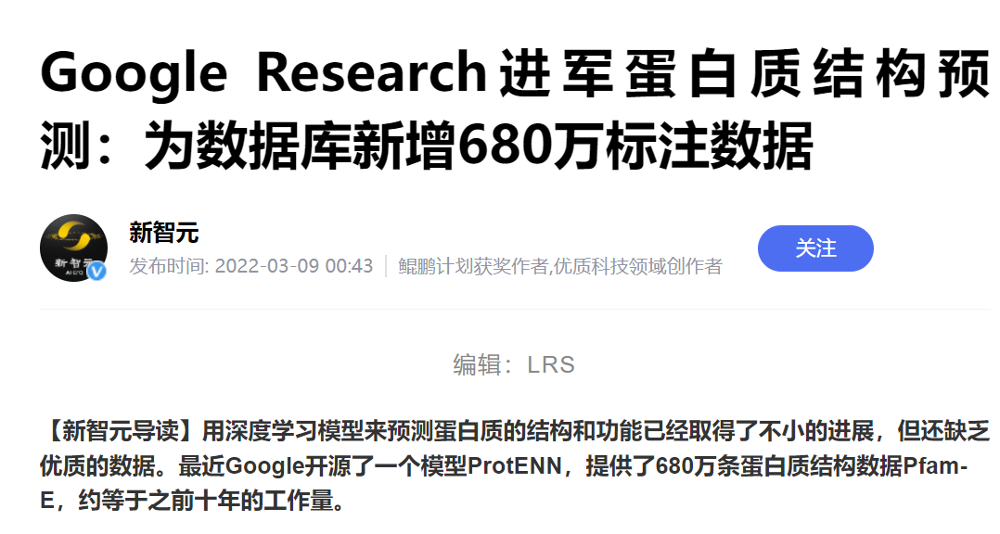 Google Research进军蛋白质结构预
测：为数据库新增680万标注数据
新智元
新智元
AI ERA
发布时间: 2022-03-09 00:43
鲲鹏计划获奖作者,优质科技领域创作者
关注
编辑：LRS
【新智元导读】用深度学习模型来预测蛋白质的结构和功能已经取得了不小的进展，但还缺乏
优质的数据。最近Google开源了一个模型ProtENN，提供了680万条蛋白质结构数据Pfam-
E，约等于之前十年的工作量。